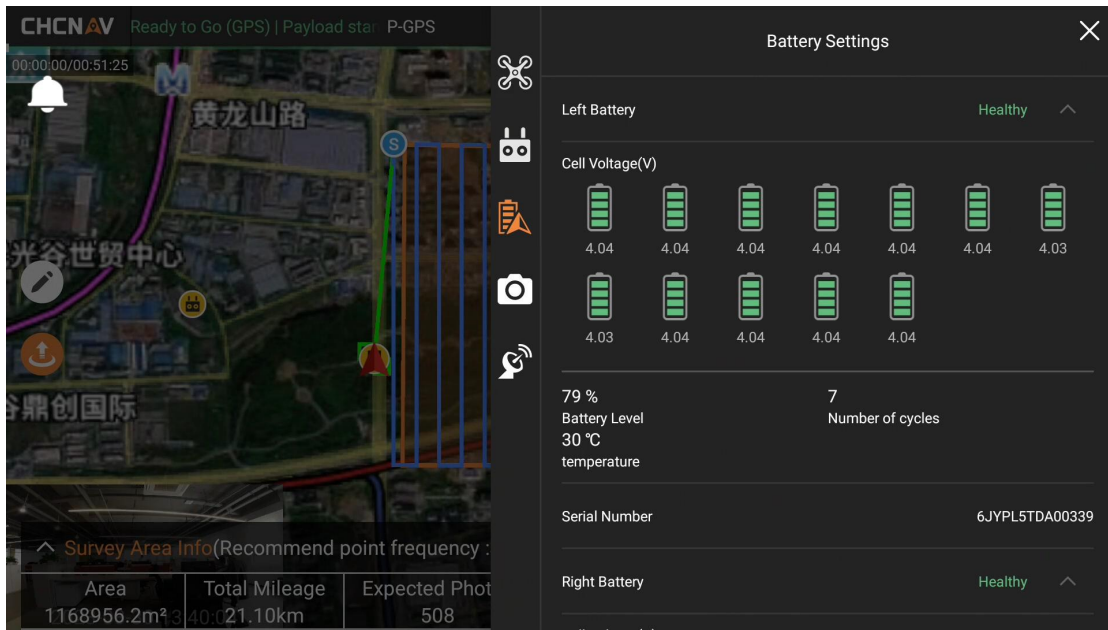 CHCNAV Ready to Go (GPS) | Payload star P-GPS
00:00:00/00:51:25
黄龙山路
S
光谷世贸中心
谷鼎创国际
Survey Area Info(Recommend point frequency :
Area Total Mileage Expected Phot
1168956.2m² 21.10km 508
Battery Settings
Left Battery Healthy
Cell Voltage(V)
4.04 4.04 4.04 4.04 4.04 4.04 4.03
4.03 4.04 4.04 4.04 4.04
79 % 7
Battery Level Number of cycles
30 ℃
temperature
Serial Number 6JYPL5TDA00339
Right Battery Healthy